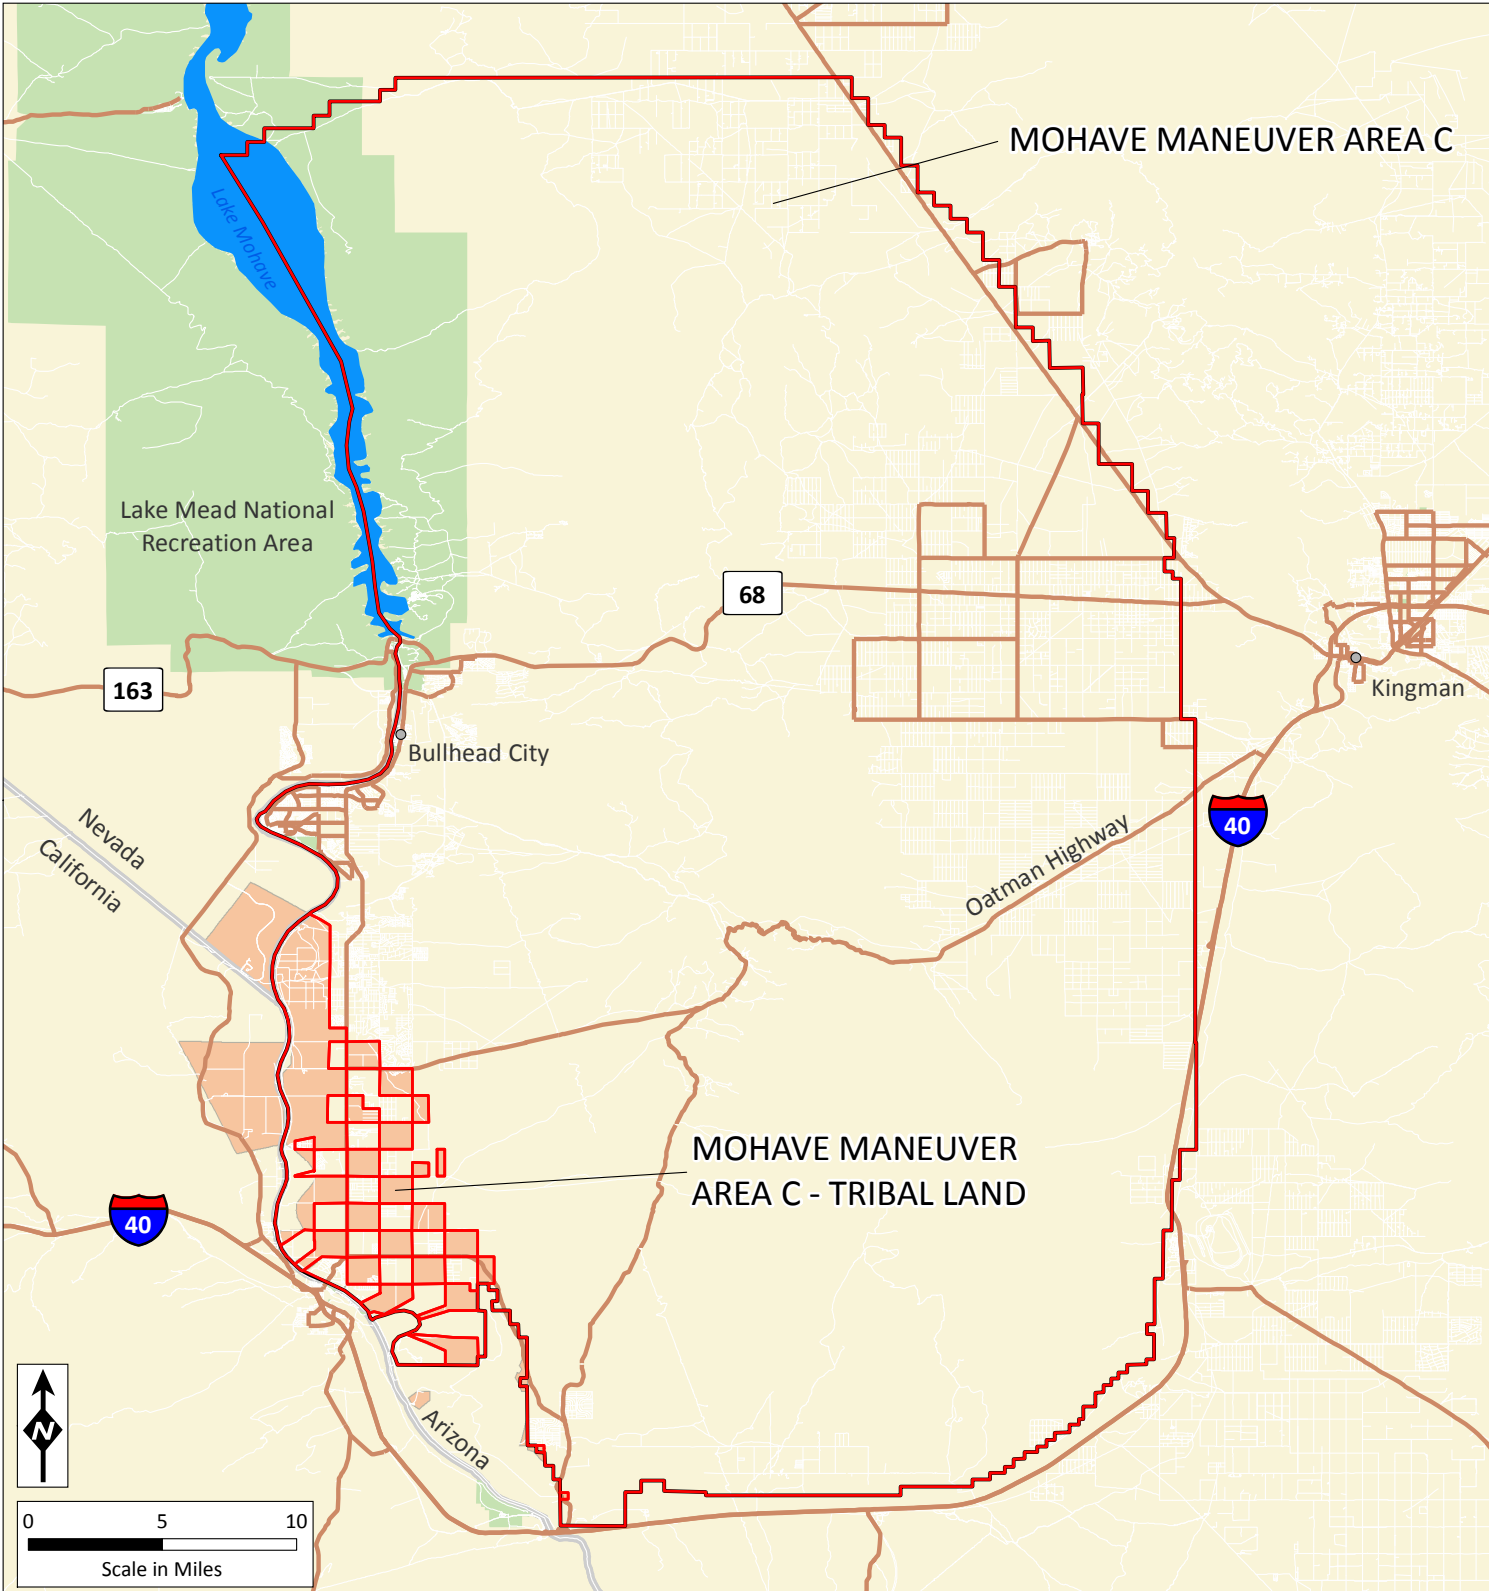 MOHAVE MANEUVER AREA C
Lake Mohave
Lake Mead National
Recreation Area
68
163
Kingman
Bullhead City
40
Nevada
California
Oatman Highway
MOHAVE MANEUVER
AREA C - TRIBAL LAND
40
Arizona
N
0 5 10
Scale in Miles